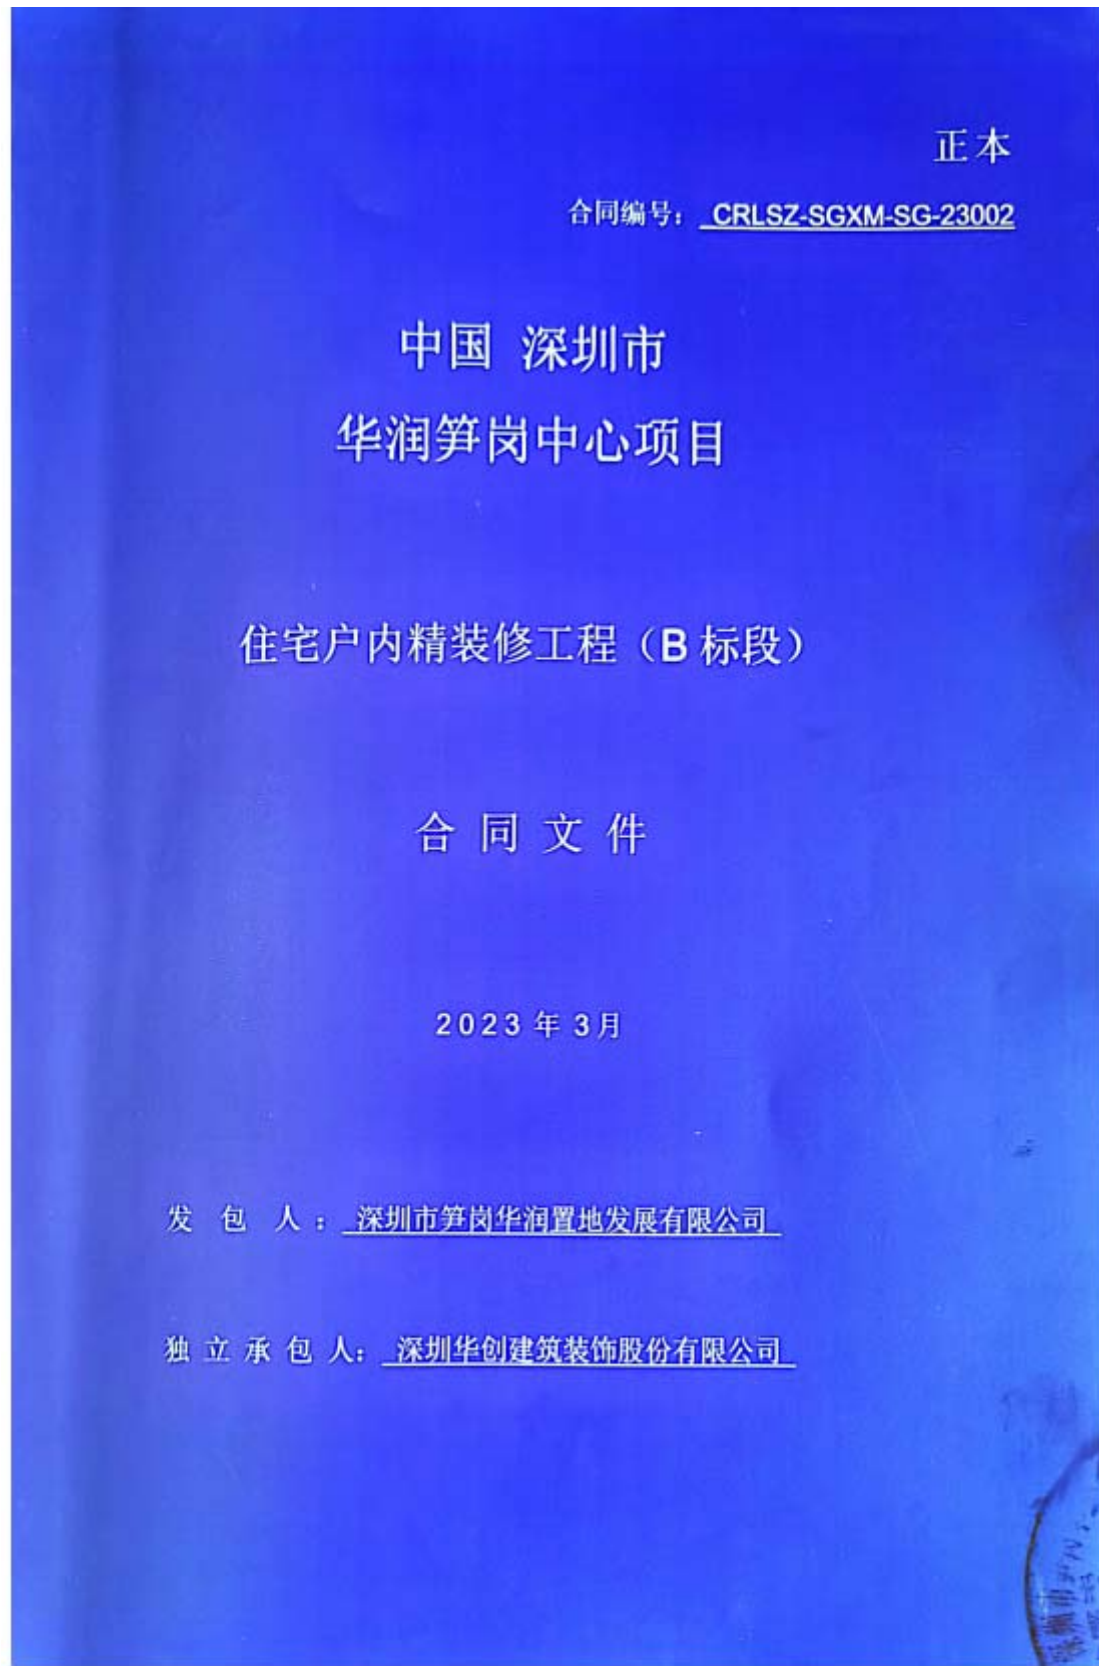 正本
合同编号： CRLSZ-SGXM-SG-23002
中国 深圳市
华润笋岗中心项目
住宅户内精装修工程（B 标段）
合同文件
2023 年 3月
发包人：深圳市笋岗华润置地发展有限公司
独立承包人：深圳华创建筑装饰股份有限公司